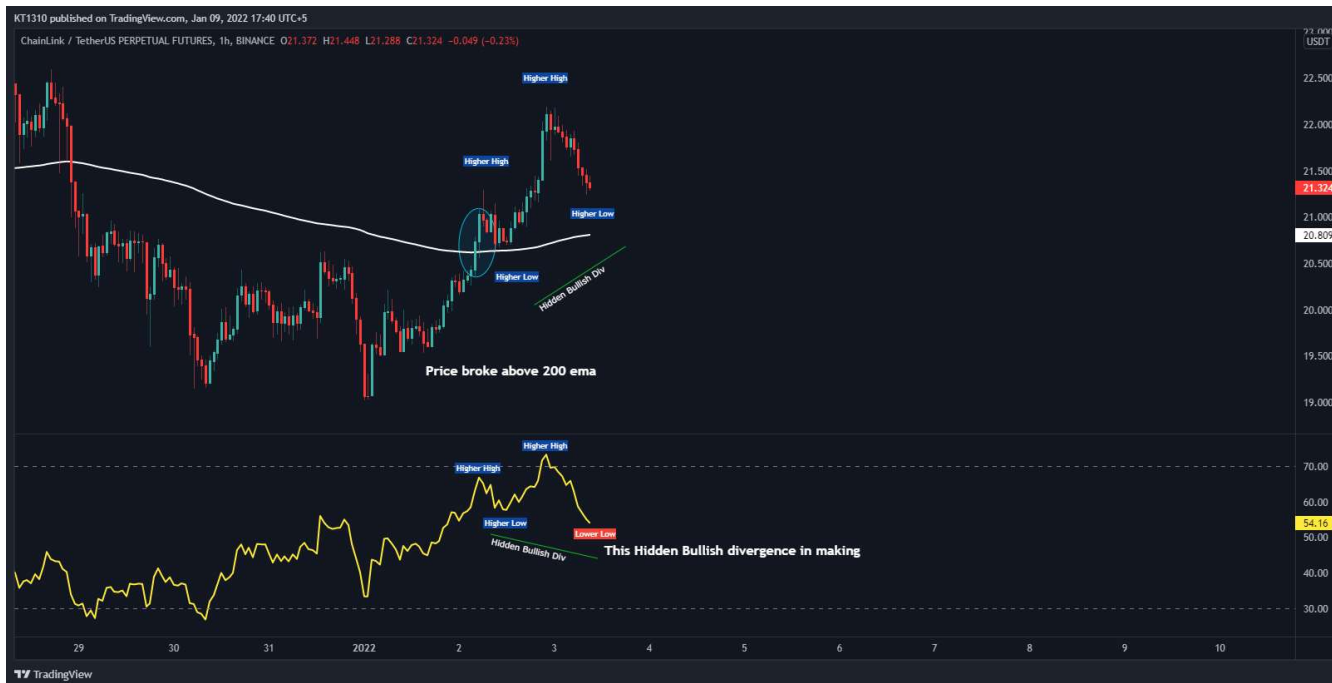 KT1310 published on TradingView.com, Jan 09, 2022 17:40 UTC+5
ChainLink / TetherUS PERPETUAL FUTURES, 1h, BINANCE O21.372 H21.448 L21.288 C21.324 −0.049 (−0.23%)
23.000
USDT
Higher High
22.500
22.000
Higher High
21.500
21.324
Higher Low
21.000
20.809
Higher Low
20.500
Hidden Bullish Div
20.000
19.500
Price broke above 200 ema
19.000
Higher High
Higher High
70.00
60.00
Higher Low
54.16
Lower Low
50.00
Hidden Bullish Div
This Hidden Bullish divergence in making
40.00
30.00
29 30 31 2022 2 3 4 5 6 7 8 9 10
TradingView